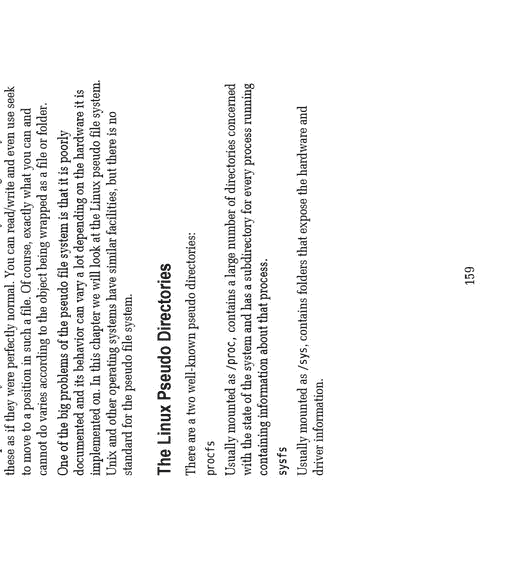 these as if they were perfectly normal. You can read/write and even use seek
to move to a position in such a file. Of course, exactly what you can and
cannot do varies according to the object being wrapped as a file or folder.
One of the big problems of the pseudo file system is that it is poorly
documented and its behavior can vary a lot depending on the hardware it is
implemented on. In this chapter we will look at the Linux pseudo file system.
Unix and other operating systems have similar facilities, but there is no
standard for the pseudo file system.
The Linux Pseudo Directories
There are a two well-known pseudo directories:
procfs
Usually mounted as /proc, contains a large number of directories concerned
with the state of the system and has a subdirectory for every process running
containing information about that process.
sysfs
Usually mounted as /sys, contains folders that expose the hardware and
driver information.
159